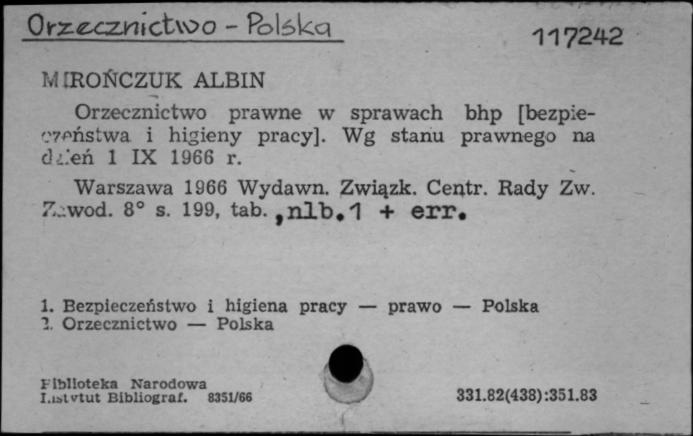 Orzecznictwo - Polska
117242
MIROŃCZUK ALBIN
Orzecznictwo prawne w sprawach bhp [bezpie-
czeństwa i higieny pracy]. Wg stanu prawnego na
dzień 1 IX 1966 r.
Warszawa 1966 Wydawn. Związk. Centr. Rady Zw.
Zawod. 8° s. 199, tab. ,nlb.1 + err.
1. Bezpieczeństwo i higiena pracy — prawo — Polska
2. Orzecznictwo — Polska
Biblioteka Narodowa
Instytut Bibliograf. 8351/66
331.82(438):351.83